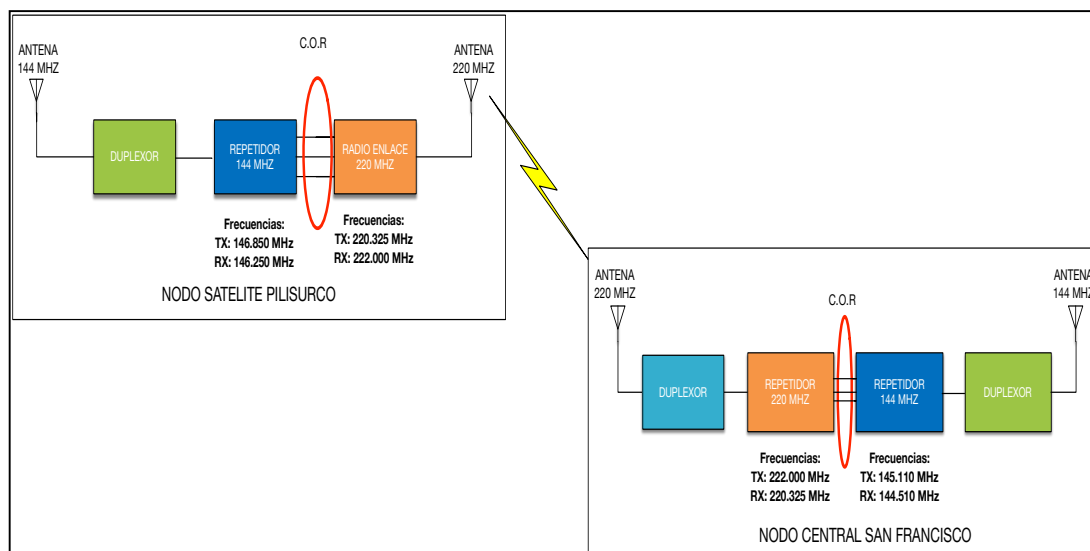 C.O.R
ANTENA
144 MHZ
ANTENA
220 MHZ
DUPLEXOR
REPETIDOR
144 MHZ
RADIO ENLACE
220 MHZ
Frecuencias:
TX: 146.850 MHz
RX: 146.250 MHz
Frecuencias:
TX: 220.325 MHz
RX: 222.000 MHz
NODO SATELITE PILISURCO
ANTENA
220 MHZ
C.O.R
ANTENA
144 MHZ
DUPLEXOR
REPETIDOR
220 MHZ
REPETIDOR
144 MHZ
DUPLEXOR
Frecuencias:
TX: 222.000 MHz
RX: 220.325 MHz
Frecuencias:
TX: 145.110 MHz
RX: 144.510 MHz
NODO CENTRAL SAN FRANCISCO